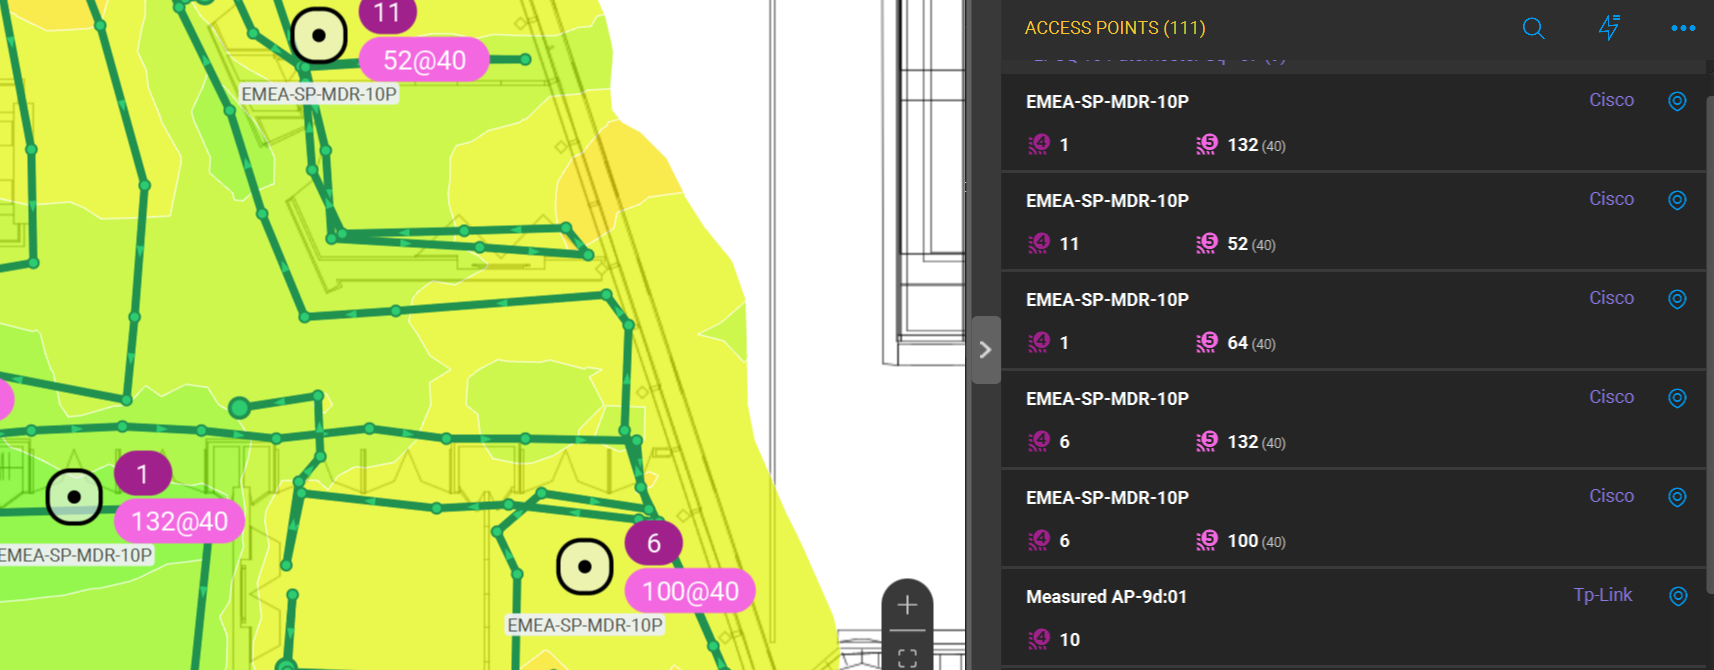 11
52@40
EMEA-SP-MDR-10P
1
132@40
EMEA-SP-MDR-10P
6
100@40
EMEA-SP-MDR-10P
ACCESS POINTS (111)
EMEA-SP-MDR-10P Cisco
4 1 5 132 (40)
EMEA-SP-MDR-10P Cisco
4 11 5 52 (40)
EMEA-SP-MDR-10P Cisco
4 1 5 64 (40)
EMEA-SP-MDR-10P Cisco
4 6 5 132 (40)
EMEA-SP-MDR-10P Cisco
4 6 5 100 (40)
Measured AP-9d:01 Tp-Link
4 10